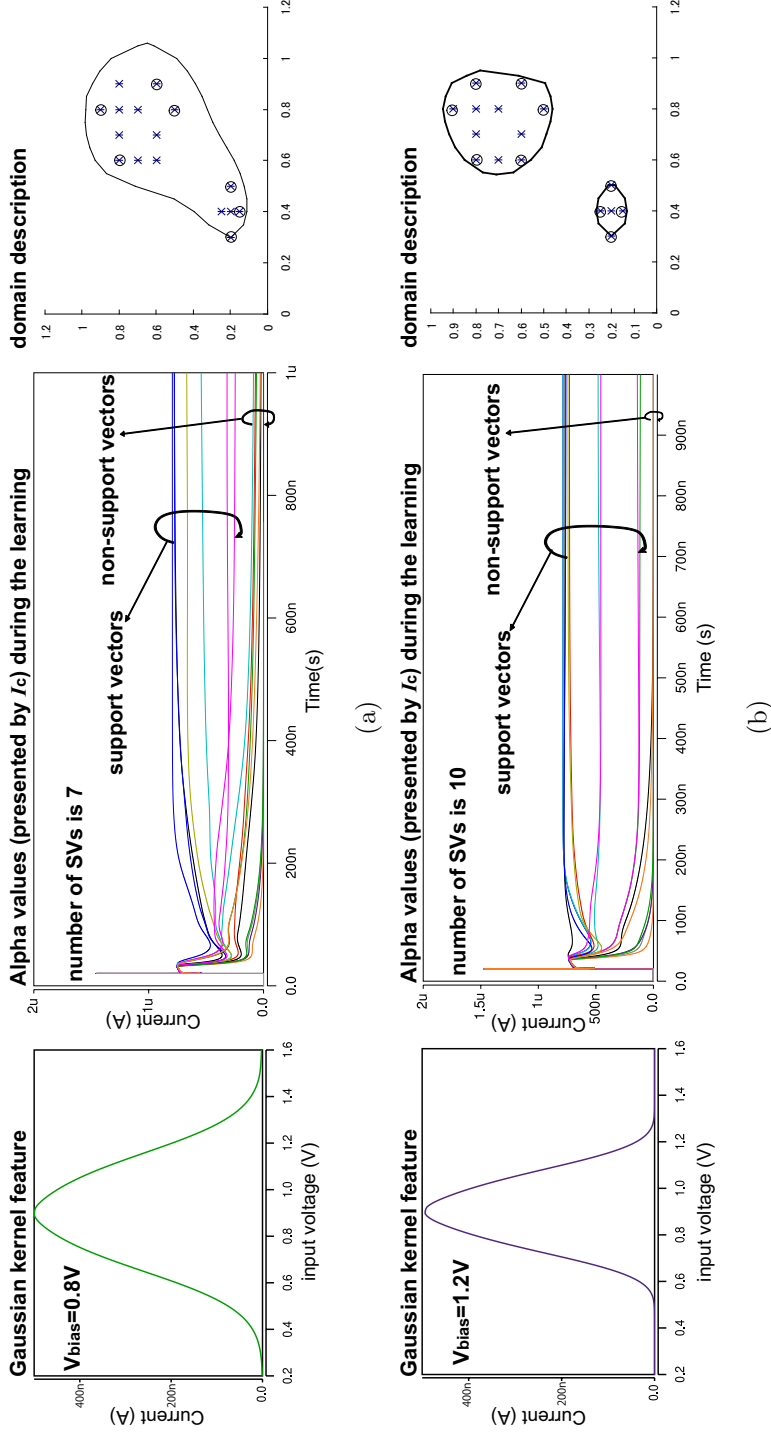 Gaussian kernel feature
Vbias=0.8V
Current (A)
400n
200n
0.0
0.2
0.4
0.6
0.8
1.0
1.2
1.4
1.6
input voltage (V)
Alpha values (presented by Ic) during the learning
number of SVs is 7
support vectors
non-support vectors
Current (A)
2u
1u
0.0
0.0
200n
400n
600n
800n
1u
Time(s)
domain description
1.2
1
0.8
0.6
0.4
0.2
0
0
0.2
0.4
0.6
0.8
1
1.2
(a)
Gaussian kernel feature
Vbias=1.2V
Current (A)
400n
200n
0.0
0.2
0.4
0.6
0.8
1.0
1.2
1.4
1.6
input voltage (V)
Alpha values (presented by Ic) during the learning
number of SVs is 10
support vectors
non-support vectors
Current (A)
2u
1.5u
1u
500n
0.0
0.0
100n
200n
300n
400n
500n
600n
700n
800n
900n
Time (s)
domain description
1
0.9
0.8
0.7
0.6
0.5
0.4
0.3
0.2
0.1
0
0
0.2
0.4
0.6
0.8
1
1.2
(b)